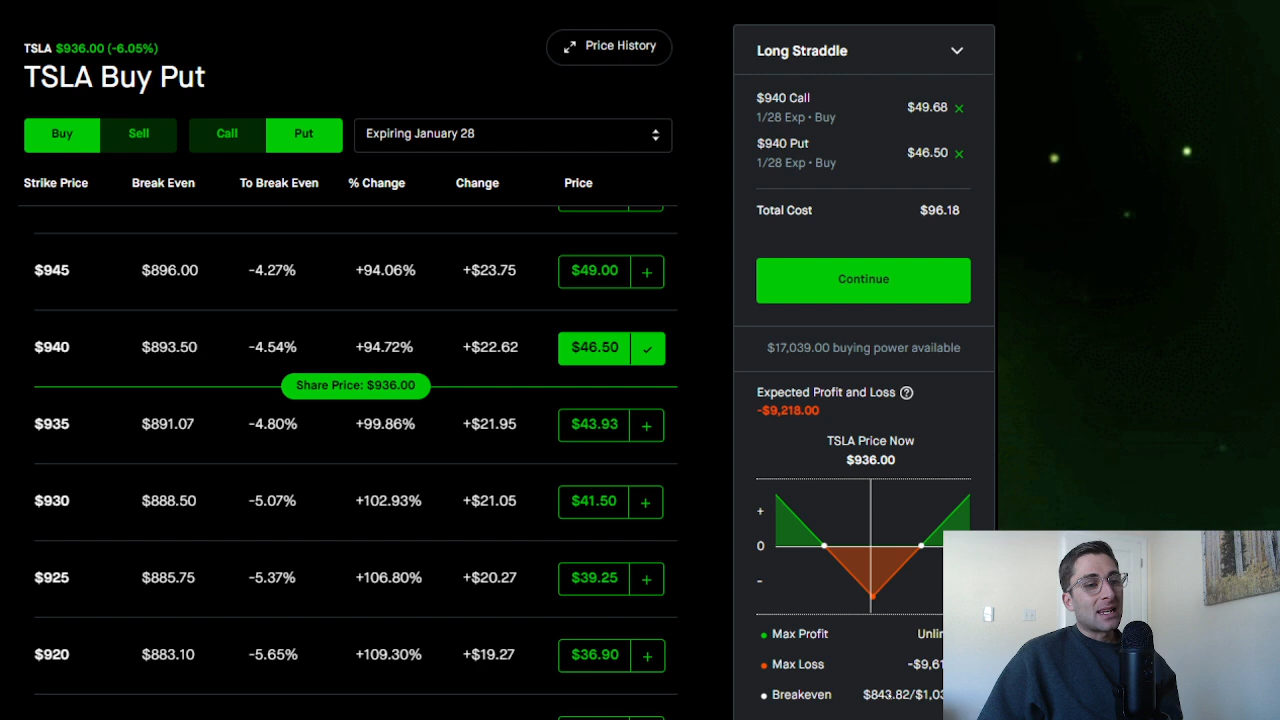 TSLA $936.00 (-6.05%)
TSLA Buy Put
Price History
Buy Sell Call Put Expiring January 28
Strike Price Break Even To Break Even % Change Change Price
$945 $896.00 -4.27% +94.06% +$23.75 $49.00 +
$940 $893.50 -4.54% +94.72% +$22.62 $46.50
Share Price: $936.00
$935 $891.07 -4.80% +99.86% +$21.95 $43.93 +
$930 $888.50 -5.07% +102.93% +$21.05 $41.50 +
$925 $885.75 -5.37% +106.80% +$20.27 $39.25 +
$920 $883.10 -5.65% +109.30% +$19.27 $36.90 +
Long Straddle
$940 Call
1/28 Exp • Buy
$49.68 ×
$940 Put
1/28 Exp • Buy
$46.50 ×
Total Cost $96.18
Continue
$17,039.00 buying power available
Expected Profit and Loss ?
-$9,218.00
TSLA Price Now
$936.00
+
0
-
Max Profit
Max Loss
Breakeven $843.82/